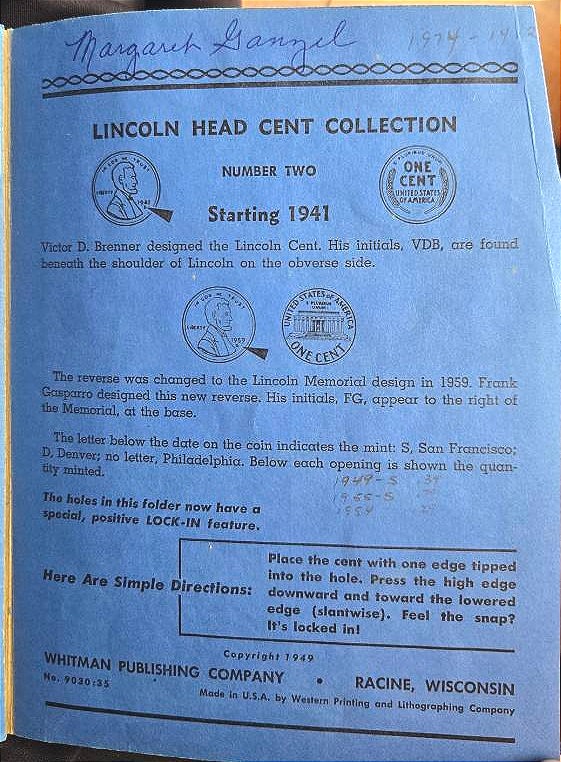 Margaret Ganzel
LINCOLN HEAD CENT COLLECTION
IN GOD WE TRUST
LIBERTY
1941
NUMBER TWO
Starting 1941
E PLURIBUS UNUM
ONE
CENT
UNITED STATES
OF AMERICA
Victor D. Brenner designed the Lincoln Cent. His initials, VDB, are found
beneath the shoulder of Lincoln on the obverse side.
IN GOD WE TRUST
LIBERTY
1959
UNITED STATES OF AMERICA
E PLURIBUS
UNUM
ONE CENT
The reverse was changed to the Lincoln Memorial design in 1959. Frank
Gasparro designed this new reverse. His initials, FG, appear to the right of
the Memorial, at the base.
The letter below the date on the coin indicates the mint: S, San Francisco;
D, Denver; no letter, Philadelphia. Below each opening is shown the quan-
tity minted.
1949-S
1955-S
1954
The holes in this folder now have a
special, positive LOCK-IN feature.
Here Are Simple Directions:
Place the cent with one edge tipped
into the hole. Press the high edge
downward and toward the lowered
edge (slantwise). Feel the snap?
It's locked in!
Copyright 1949
WHITMAN PUBLISHING COMPANY • RACINE, WISCONSIN
No. 9030:35
Made in U.S.A. by Western Printing and Lithographing Company